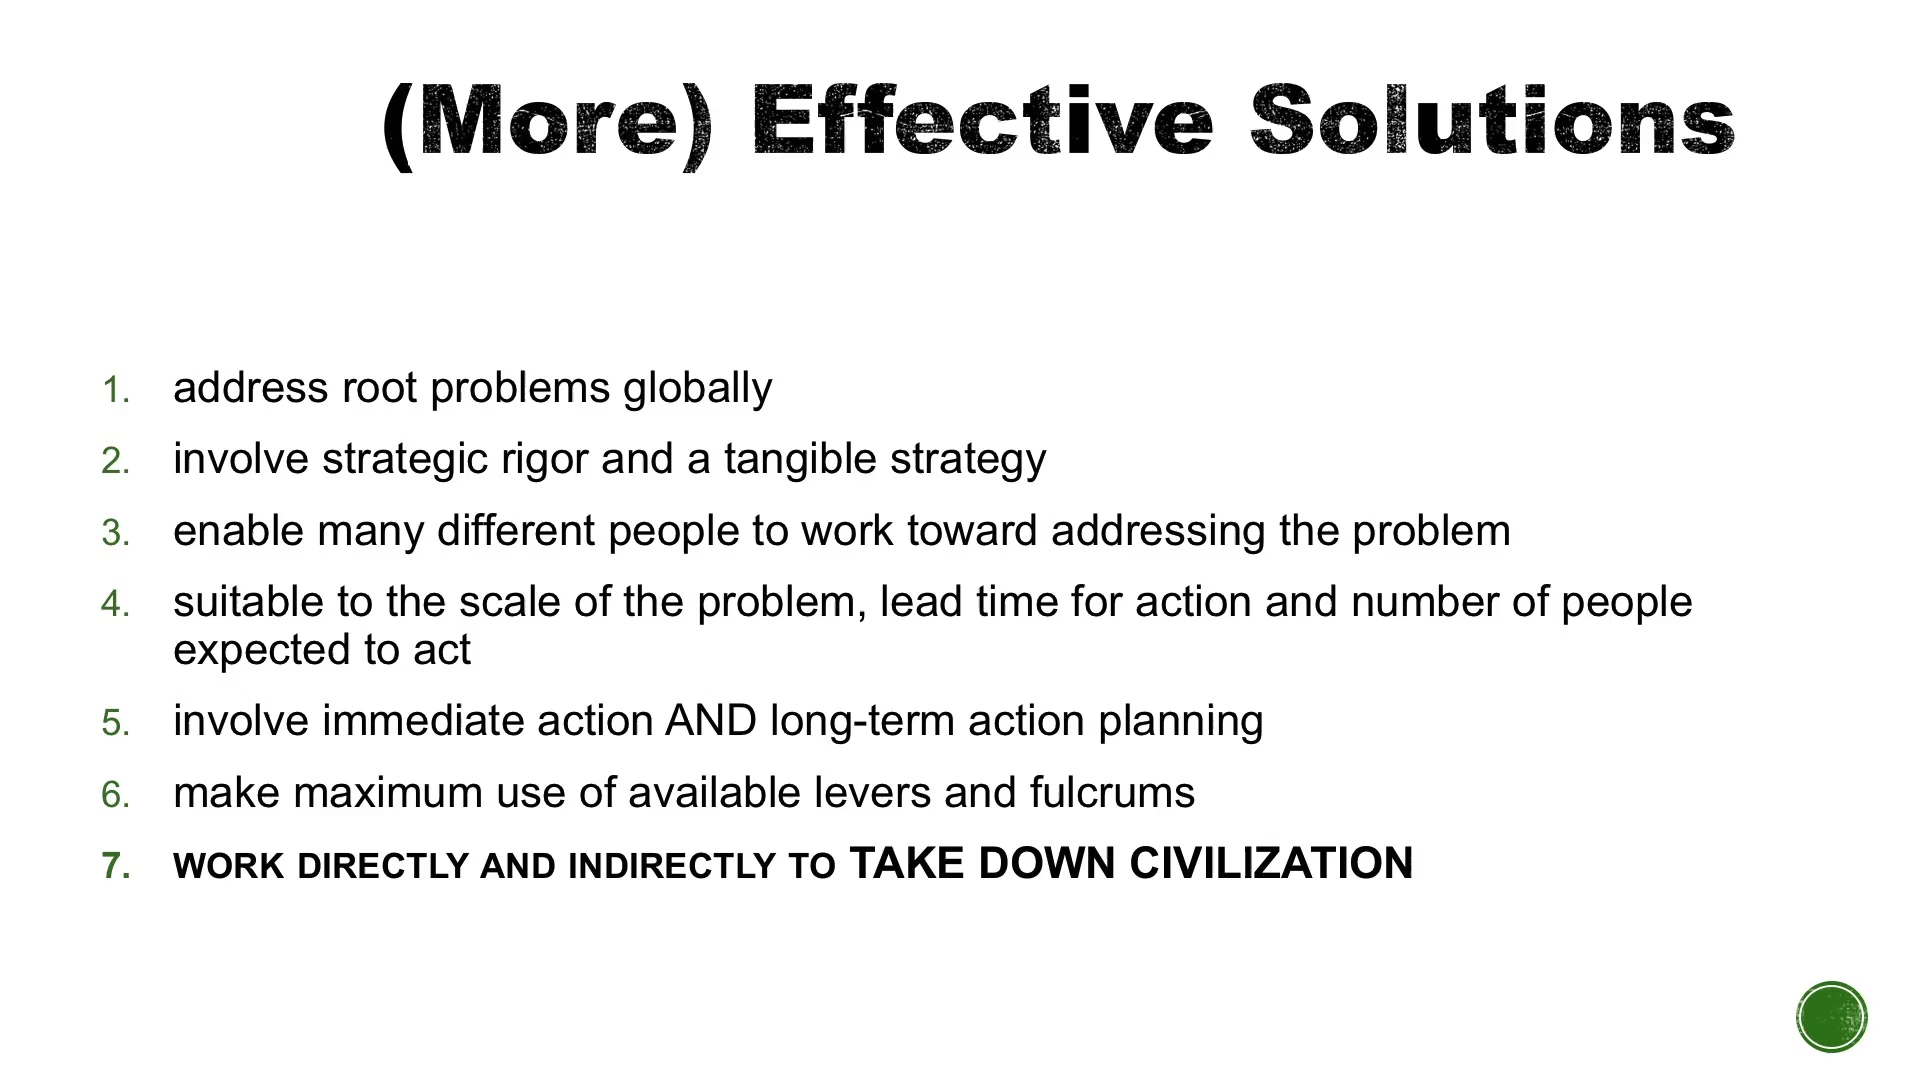 (More) Effective Solutions
1. address root problems globally
2. involve strategic rigor and a tangible strategy
3. enable many different people to work toward addressing the problem
4. suitable to the scale of the problem, lead time for action and number of people
expected to act
5. involve immediate action AND long-term action planning
6. make maximum use of available levers and fulcrums
7. WORK DIRECTLY AND INDIRECTLY TO TAKE DOWN CIVILIZATION